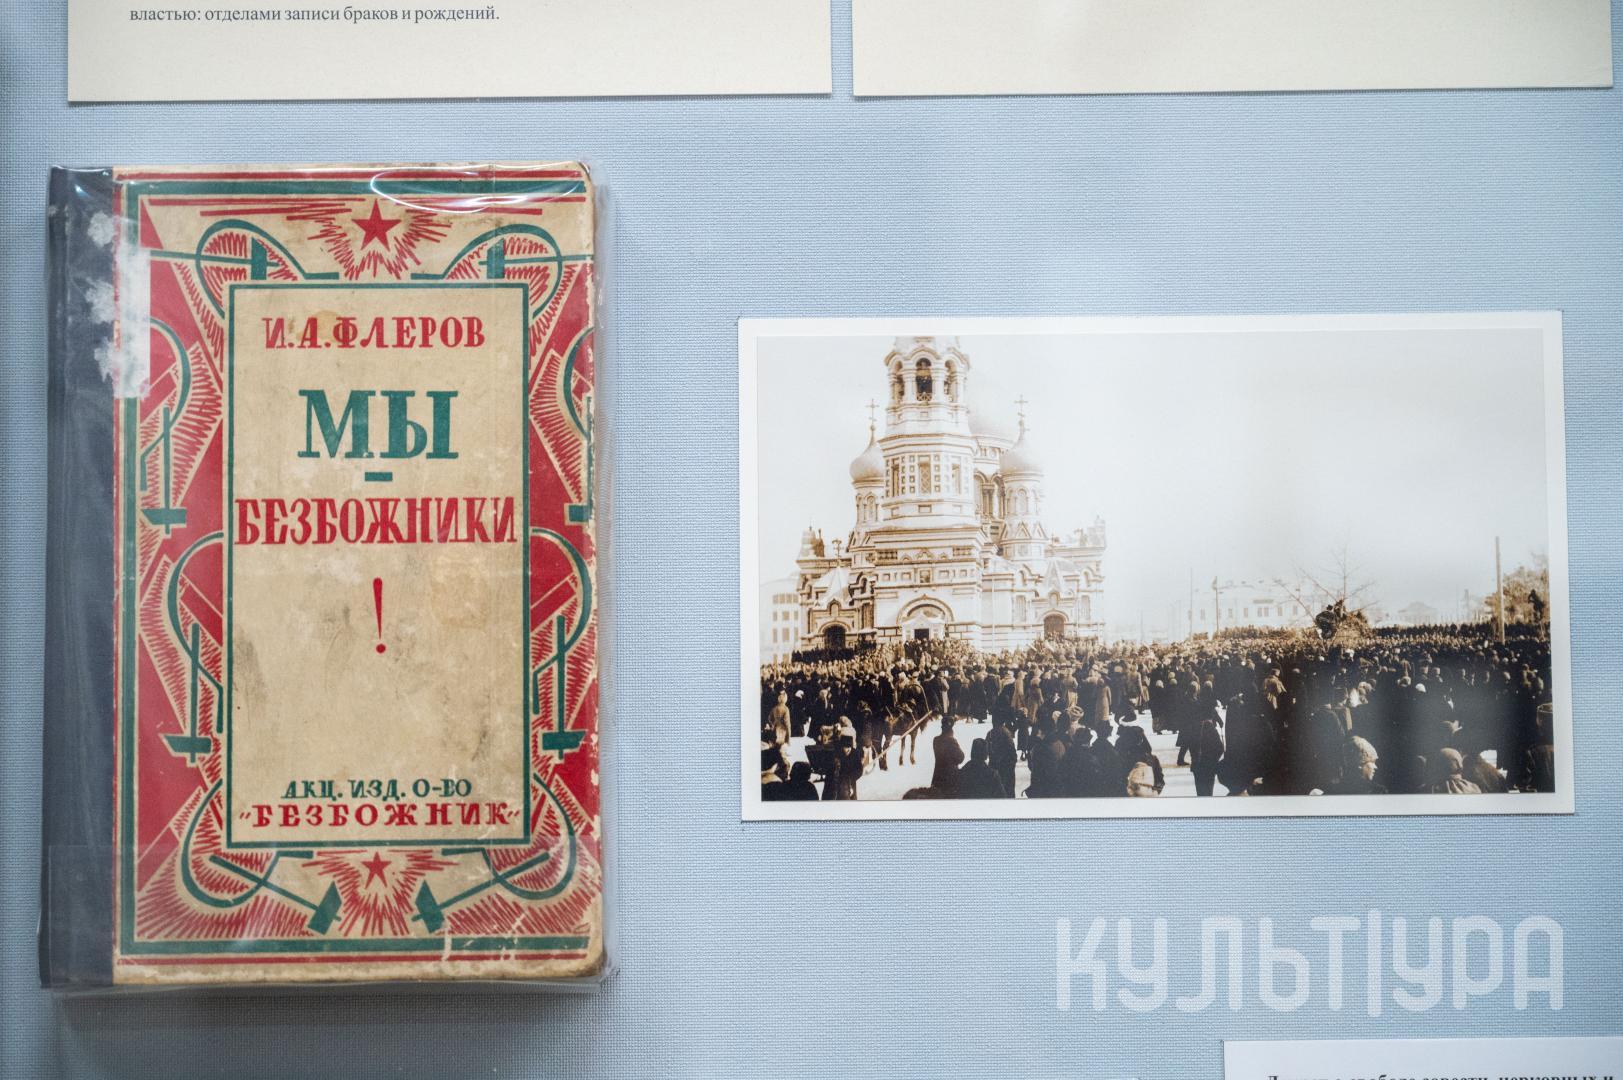 властью: отделами записи браков и рождений.
И.А.ФЛЕРОВ
МЫ
-
БЕЗБОЖНИКИ
!
АКЦ. ИЗД. О-ВО
"БЕЗБОЖНИК"
КУЛЬТУРА